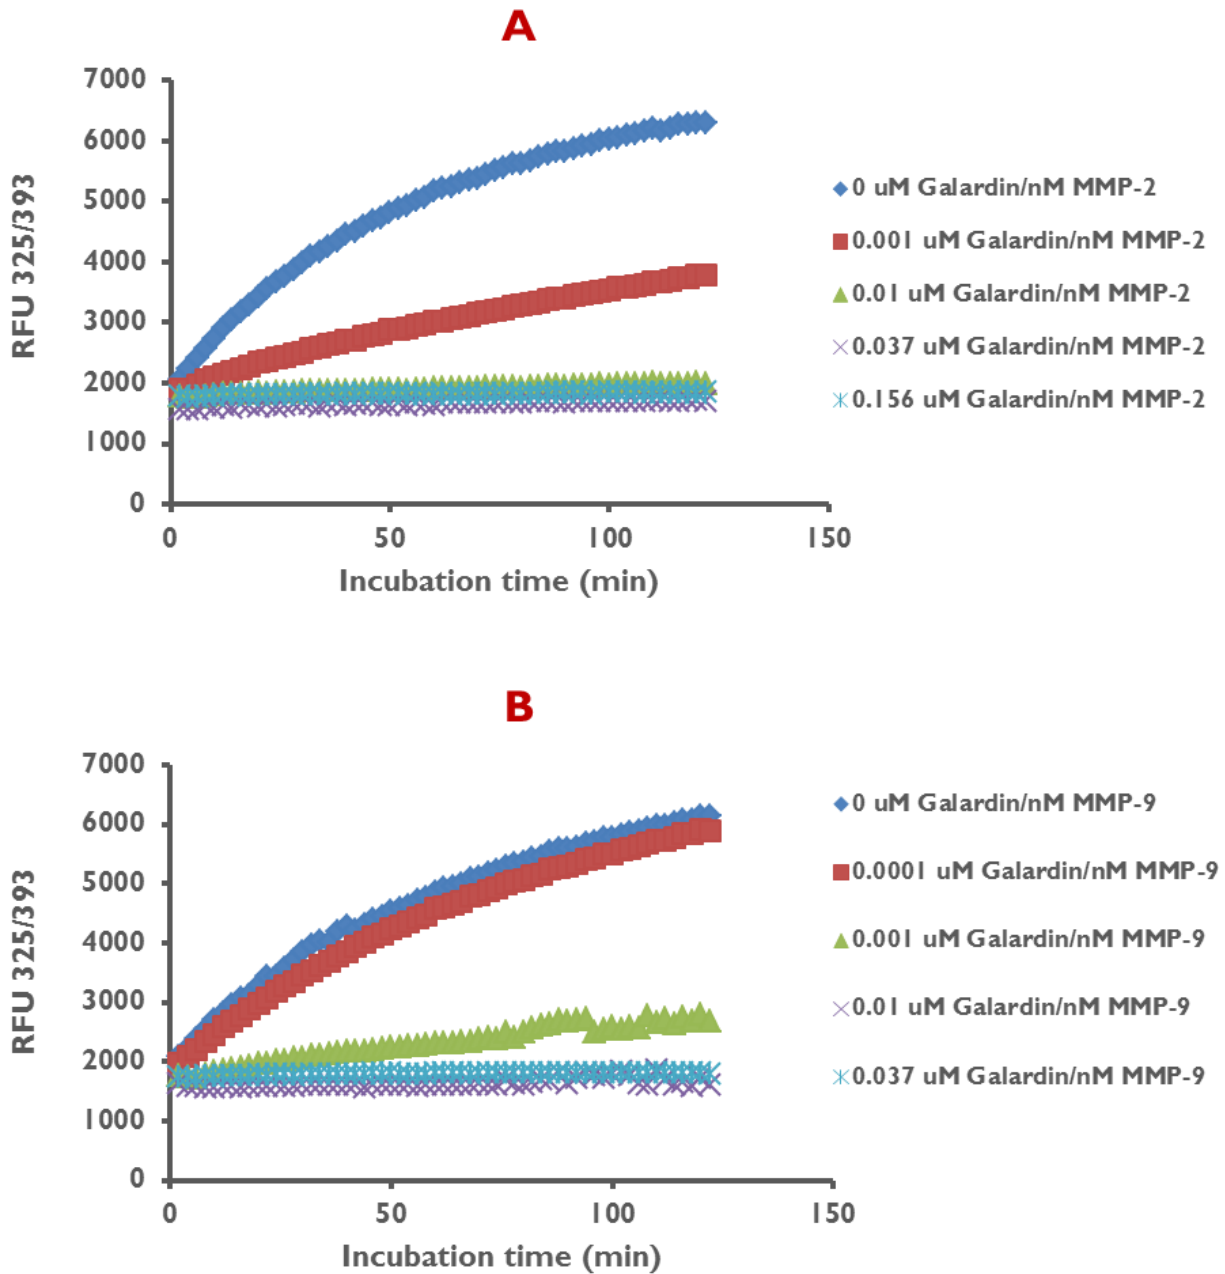 A
7000
6000
5000
4000
3000
2000
1000
0
RFU 325/393
0 50 100 150
Incubation time (min)
0 uM Galardin/nM MMP-2
0.001 uM Galardin/nM MMP-2
0.01 uM Galardin/nM MMP-2
0.037 uM Galardin/nM MMP-2
0.156 uM Galardin/nM MMP-2
B
7000
6000
5000
4000
3000
2000
1000
0
RFU 325/393
0 50 100 150
Incubation time (min)
0 uM Galardin/nM MMP-9
0.0001 uM Galardin/nM MMP-9
0.001 uM Galardin/nM MMP-9
0.01 uM Galardin/nM MMP-9
0.037 uM Galardin/nM MMP-9